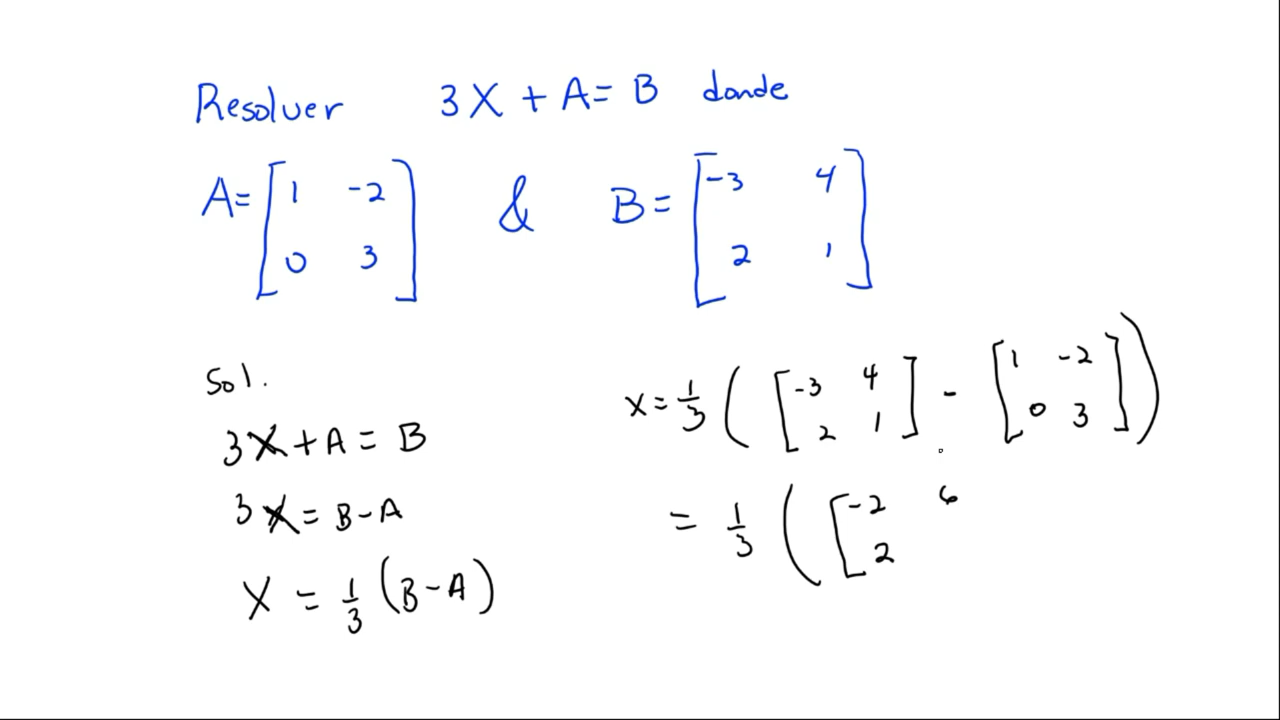 Resolver 3X + A = B donde
A = [1 -2
0 3] & B = [-3 4
2 1]
Sol.
3X + A = B
3X = B - A
X = 1/3 (B - A)
x = 1/3 ([-3 4
2 1] - [1 -2
0 3])
= 1/3 ([-2 6
2